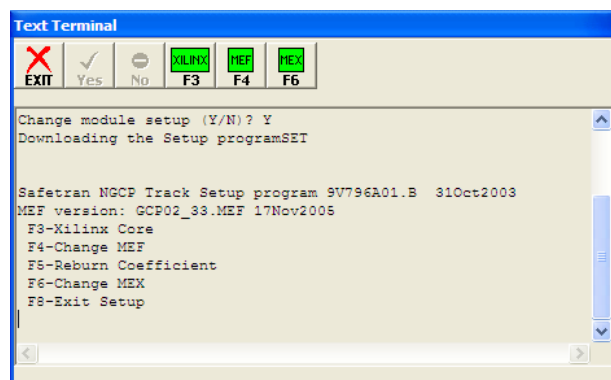 Text Terminal
EXIT
Yes
No
XILINX
F3
MEF
F4
MEX
F6
Change module setup (Y/N)? Y
Downloading the Setup programSET
Safetran NGCP Track Setup program 9V796A01.B 31Oct2003
MEF version: GCP02_33.MEF 17Nov2005
F3-Xilinx Core
F4-Change MEF
F5-Reburn Coefficient
F6-Change MEX
F8-Exit Setup